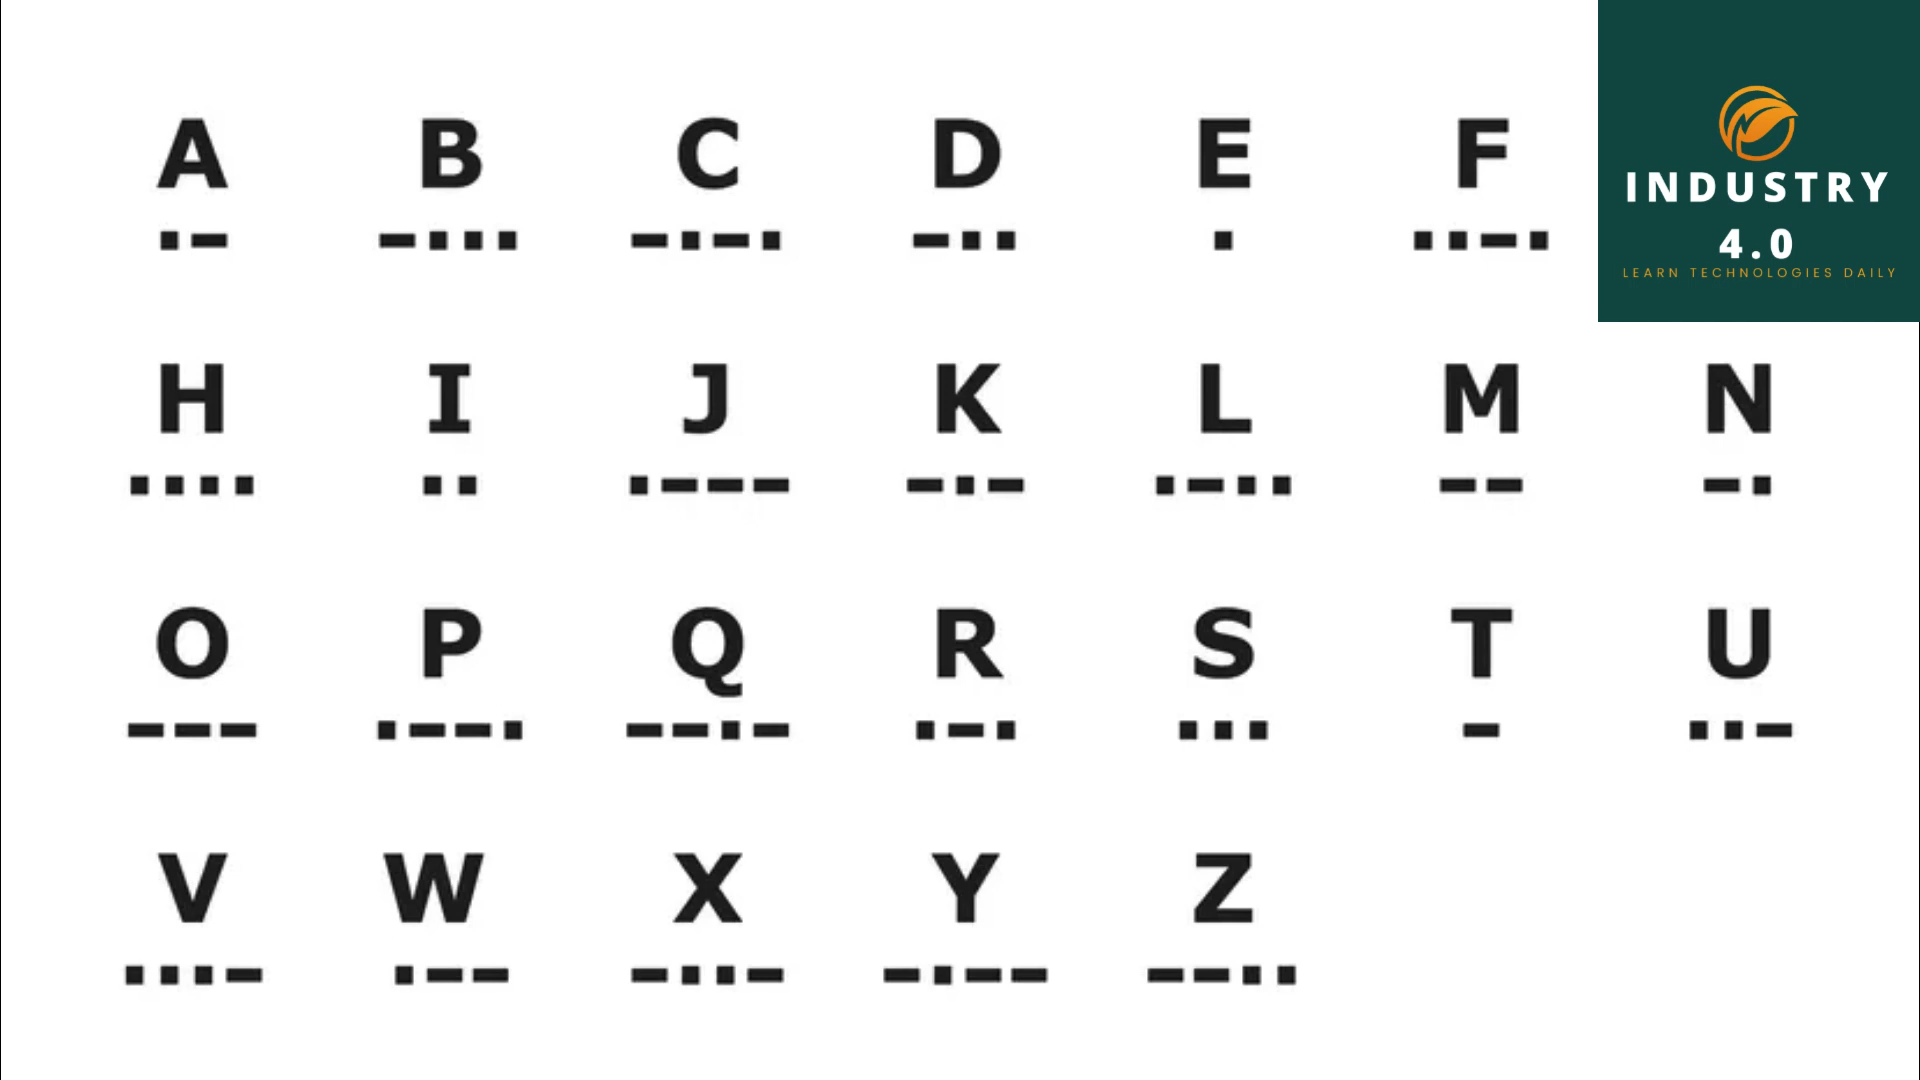 A B C D E F
▪ — — ▪ ▪ ▪ — ▪ — ▪ — ▪ ▪ ▪ ▪ ▪ — ▪
INDUSTRY
4.0
LEARN TECHNOLOGIES DAILY
H I J K L M N
▪ ▪ ▪ ▪ ▪ ▪ ▪ — — — — ▪ — ▪ — ▪ ▪ — — — ▪
O P Q R S T U
— — — ▪ — — ▪ — — ▪ — ▪ — ▪ ▪ ▪ ▪ — ▪ ▪ —
V W X Y Z
▪ ▪ ▪ — ▪ — — — ▪ ▪ — — ▪ — — — — ▪ ▪